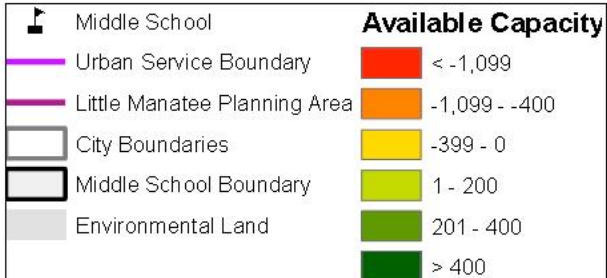 Middle School
Urban Service Boundary
Little Manatee Planning Area
City Boundaries
Middle School Boundary
Environmental Land
Available Capacity
< -1,099
-1,099 - -400
-399 - 0
1 - 200
201 - 400
> 400